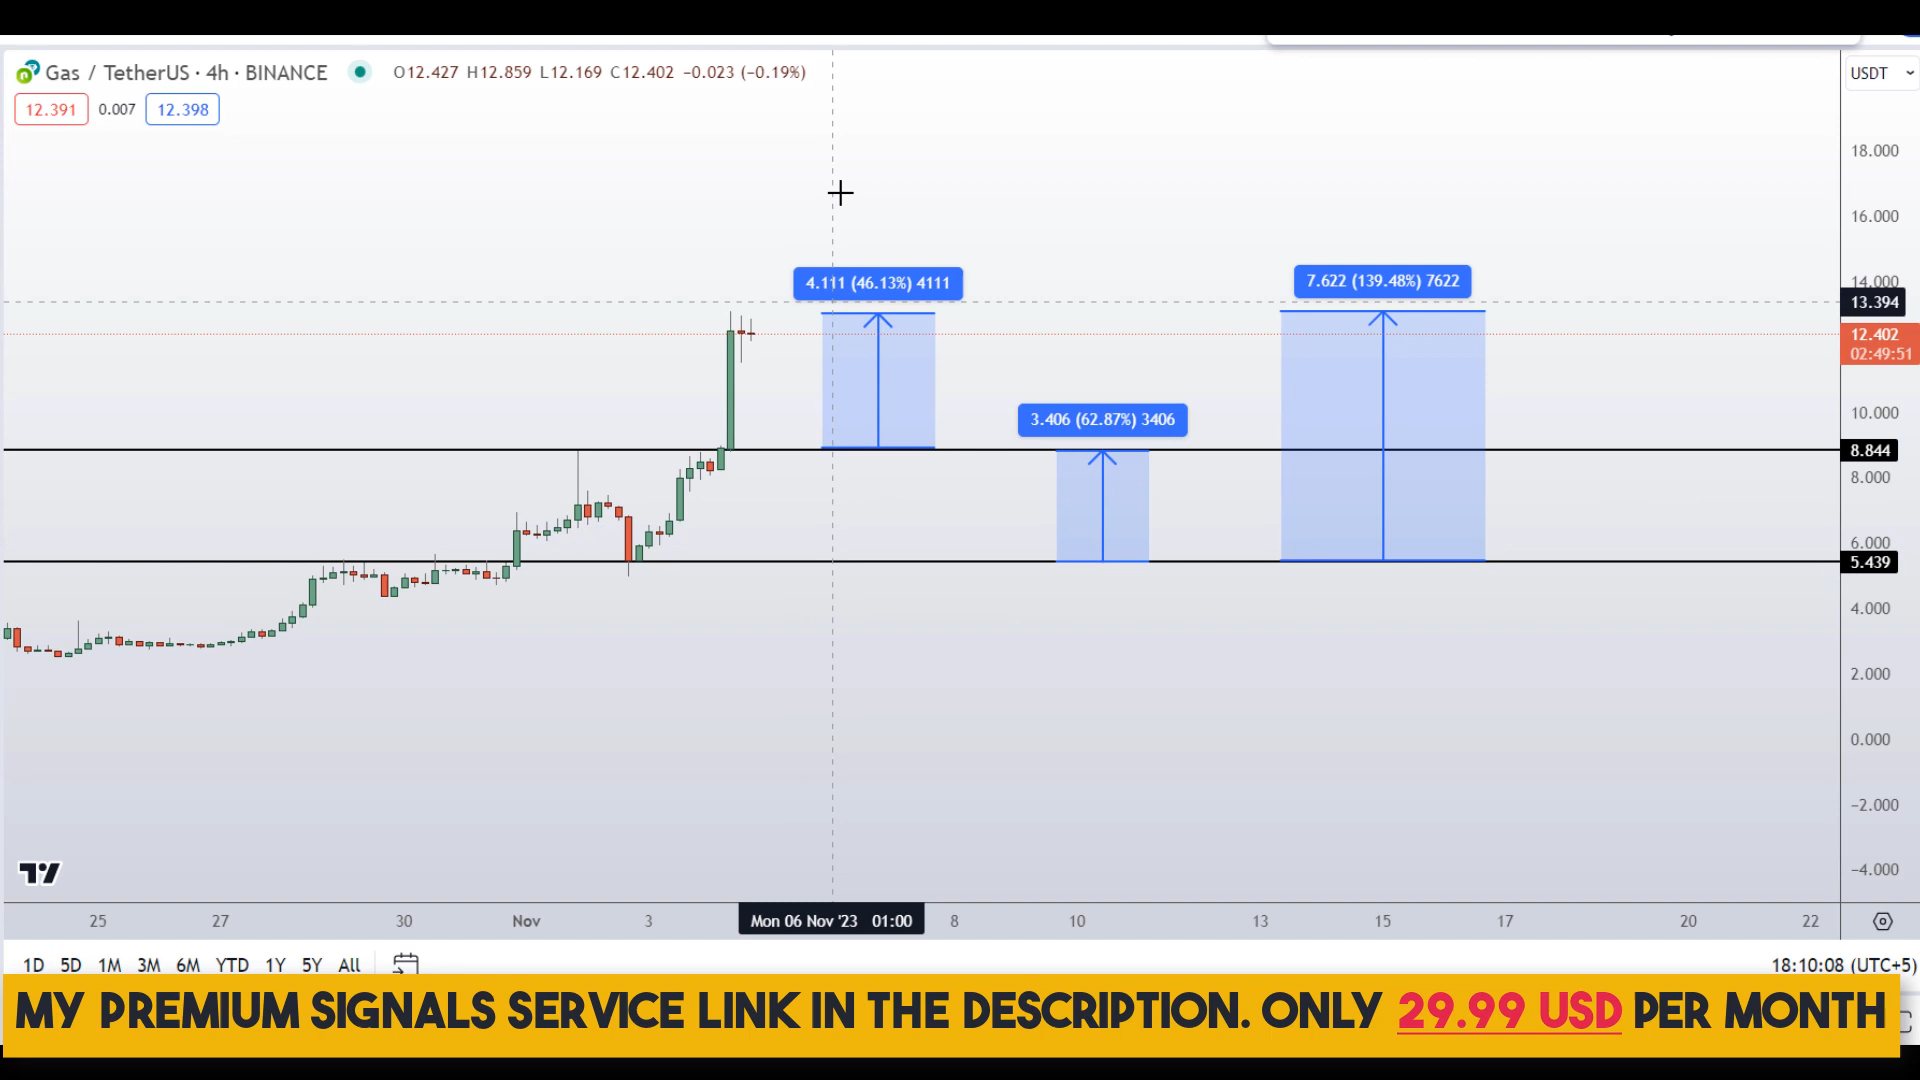 Gas / TetherUS · 4h · BINANCE O12.427 H12.859 L12.169 C12.402 −0.023 (−0.19%)
USDT
12.391 0.007 12.398
18.000
16.000
14.000
13.394
12.402
02:49:51
10.000
8.844
8.000
6.000
5.439
4.000
2.000
0.000
−2.000
−4.000
4.111 (46.13%) 4111
7.622 (139.48%) 7622
3.406 (62.87%) 3406
25 27 30 Nov 3 Mon 06 Nov '23 01:00 8 10 13 15 17 20 22
1D 5D 1M 3M 6M YTD 1Y 5Y All
18:10:08 (UTC+5)
MY PREMIUM SIGNALS SERVICE LINK IN THE DESCRIPTION. ONLY 29.99 USD PER MONTH